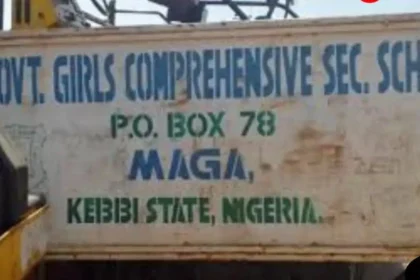 OVT. GIRLS COMPREHENSIVE SEC. SCH
P.O. BOX 78
MAGA,
KEBBI STATE, NIGERIA.